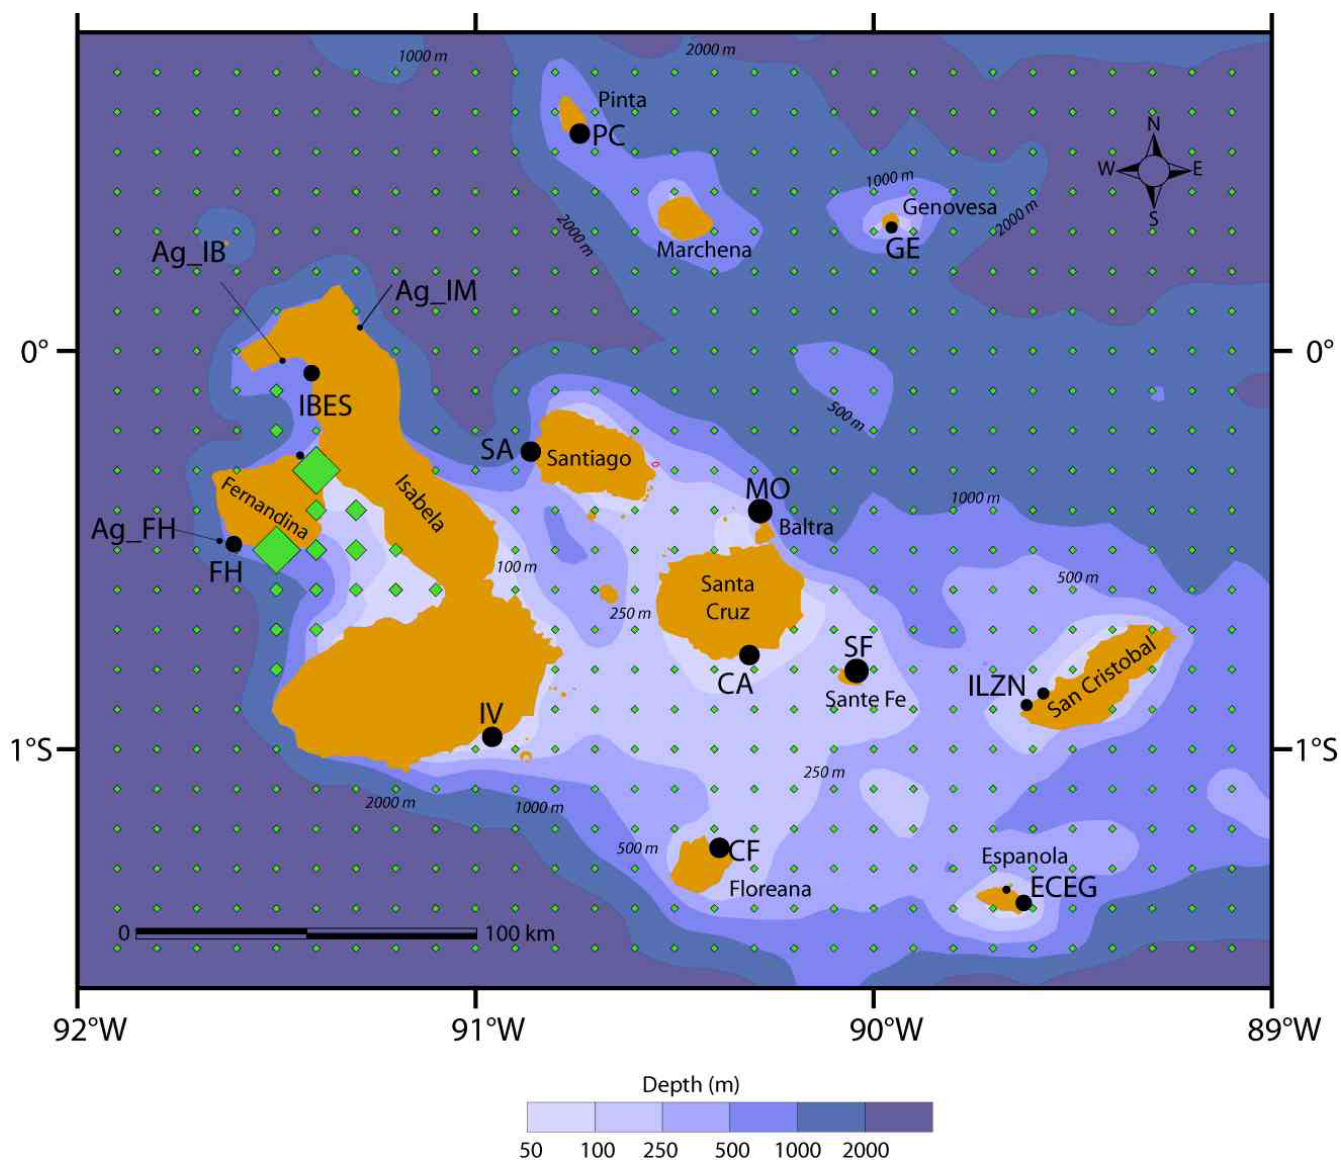 1000 m
2000 m
Pinta
PC
N
W
E
S
1000 m
Genovesa
2000 m
GE
2000 m
Marchena
Ag_IB
Ag_IM
0°
0°
IBES
500 m
SA
Santiago
Isabela
Fernandina
MO
Baltra
1000 m
Ag_FH
FH
100 m
Santa
Cruz
250 m
500 m
CA
SF
Sante Fe
ILZN
San Cristobal
IV
1°S
1°S
250 m
2000 m
1000 m
500 m
CF
Floreana
Espanola
ECEG
0
100 km
92°W
91°W
90°W
89°W
Depth (m)
50 100 250 500 1000 2000